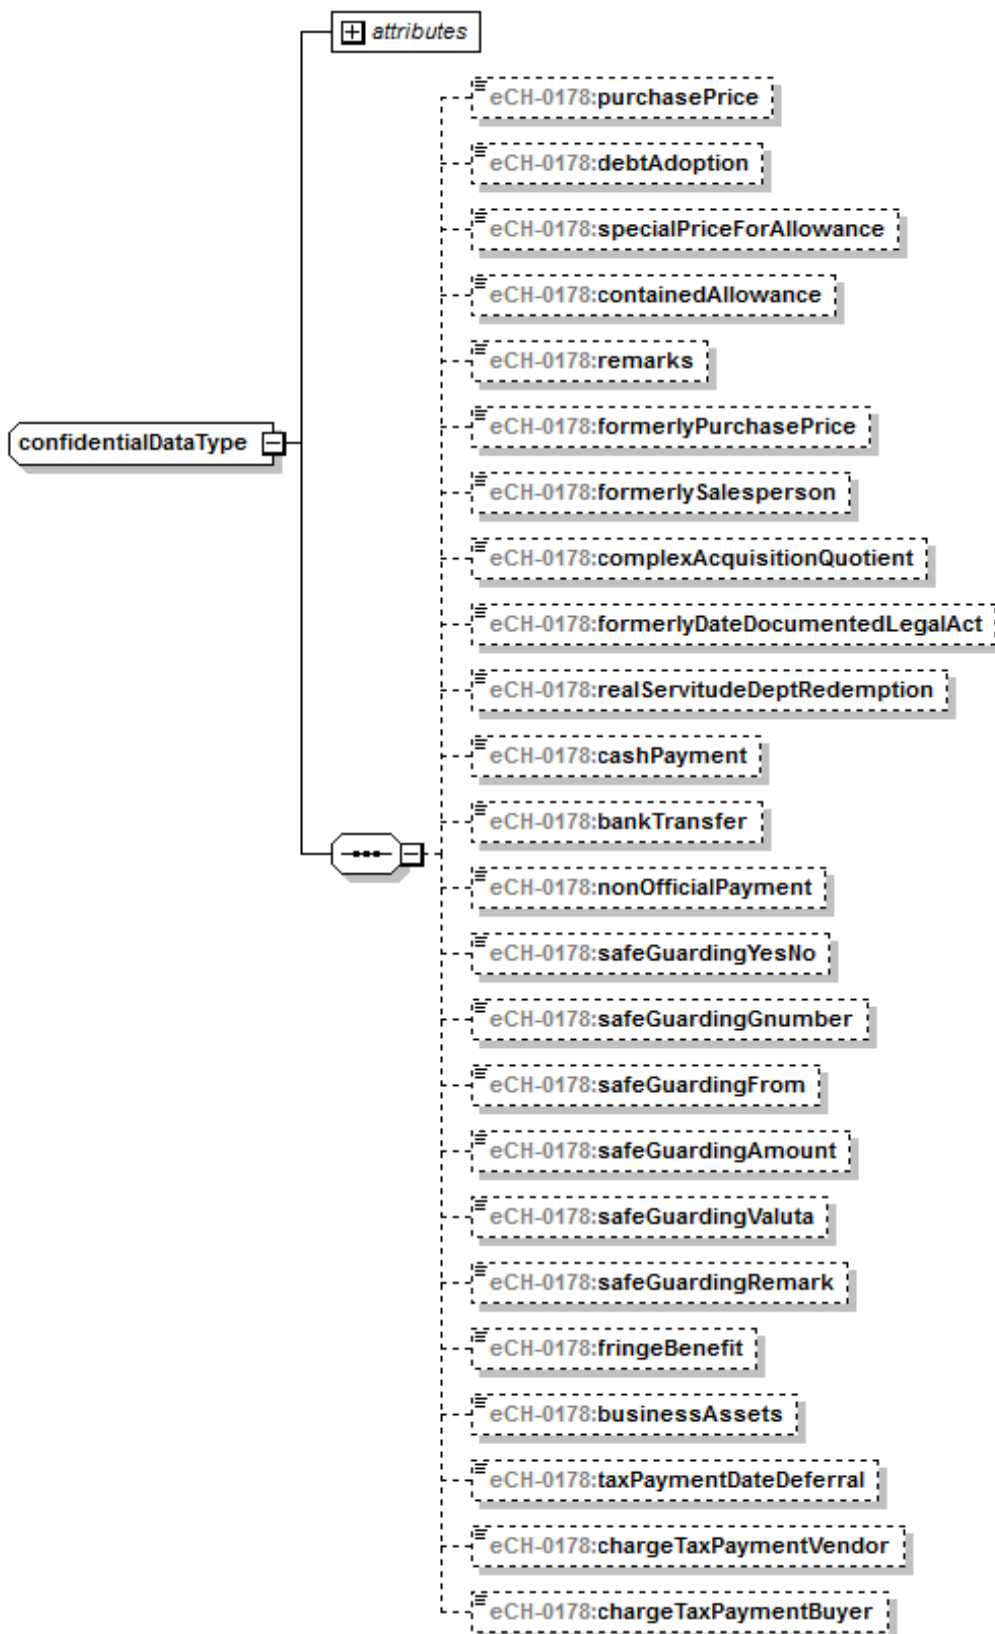 attributes
eCH-0178:purchasePrice
eCH-0178:debtAdoption
eCH-0178:specialPriceForAllowance
eCH-0178:containedAllowance
eCH-0178:remarks
eCH-0178:formerlyPurchasePrice
confidentialDataType
eCH-0178:formerlySalesperson
eCH-0178:complexAcquisitionQuotient
eCH-0178:formerlyDateDocumentedLegalAct
eCH-0178:realServitudeDeptRedemption
eCH-0178:cashPayment
eCH-0178:bankTransfer
eCH-0178:nonOfficialPayment
eCH-0178:safeGuardingYesNo
eCH-0178:safeGuardingGnumber
eCH-0178:safeGuardingFrom
eCH-0178:safeGuardingAmount
eCH-0178:safeGuardingValuta
eCH-0178:safeGuardingRemark
eCH-0178:fringeBenefit
eCH-0178:businessAssets
eCH-0178:taxPaymentDateDeferral
eCH-0178:chargeTaxPaymentVendor
eCH-0178:chargeTaxPaymentBuyer